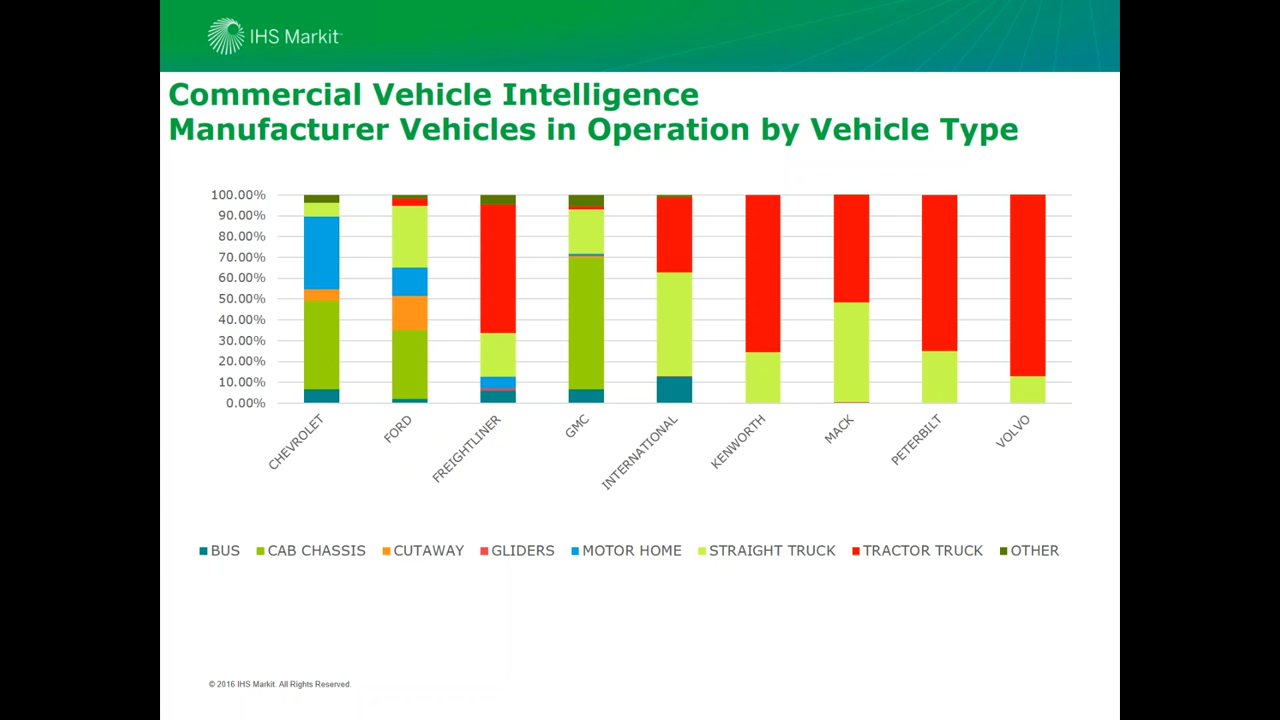 IHS Markit
Commercial Vehicle Intelligence
Manufacturer Vehicles in Operation by Vehicle Type
100.00%
90.00%
80.00%
70.00%
60.00%
50.00%
40.00%
30.00%
20.00%
10.00%
0.00%
CHEVROLET
FORD
FREIGHTLINER
GMC
INTERNATIONAL
KENWORTH
MACK
PETERBILT
VOLVO
BUS CAB CHASSIS CUTAWAY GLIDERS MOTOR HOME STRAIGHT TRUCK TRACTOR TRUCK OTHER
© 2016 IHS Markit. All Rights Reserved.